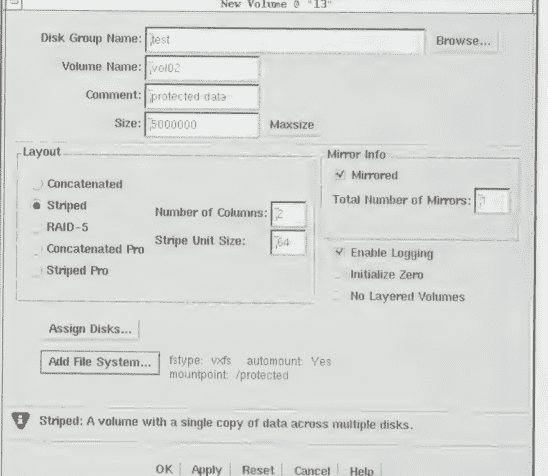 New Volume @ "13"
Disk Group Name: test Browse...
Volume Name: vol02
Comment: protected data
Size: 5000000 Maxsize
Layout
Concatenated
Striped
RAID-5
Concatenated Pro
Striped Pro
Number of Columns: 2
Stripe Unit Size: 64
Mirror Info
Mirrored
Total Number of Mirrors: 1
Enable Logging
Initialize Zero
No Layered Volumes
Assign Disks...
Add File System... fstype: vxfs automount: Yes
mountpoint: /protected
Striped: A volume with a single copy of data across multiple disks.
OK Apply Reset Cancel Help